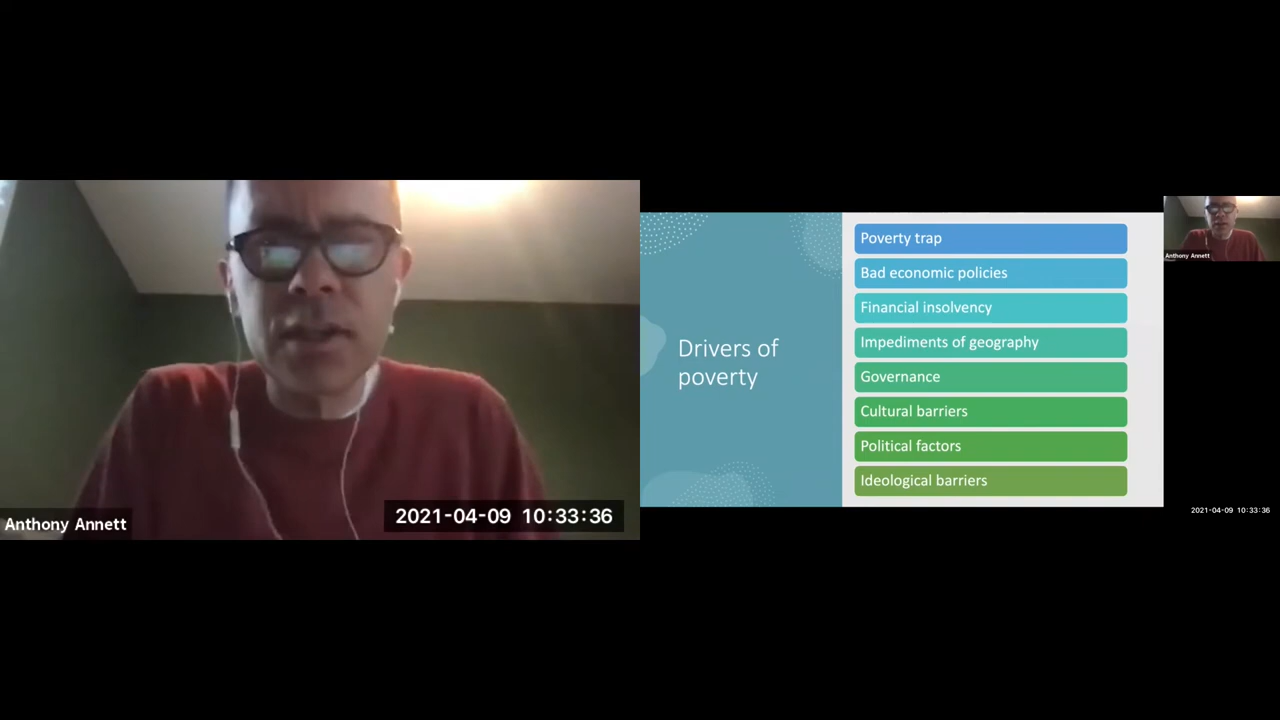 Anthony Annett
2021-04-09 10:33:36
Drivers of
poverty
Poverty trap
Bad economic policies
Financial insolvency
Impediments of geography
Governance
Cultural barriers
Political factors
Ideological barriers
Anthony Annett
2021-04-09 10:33:36